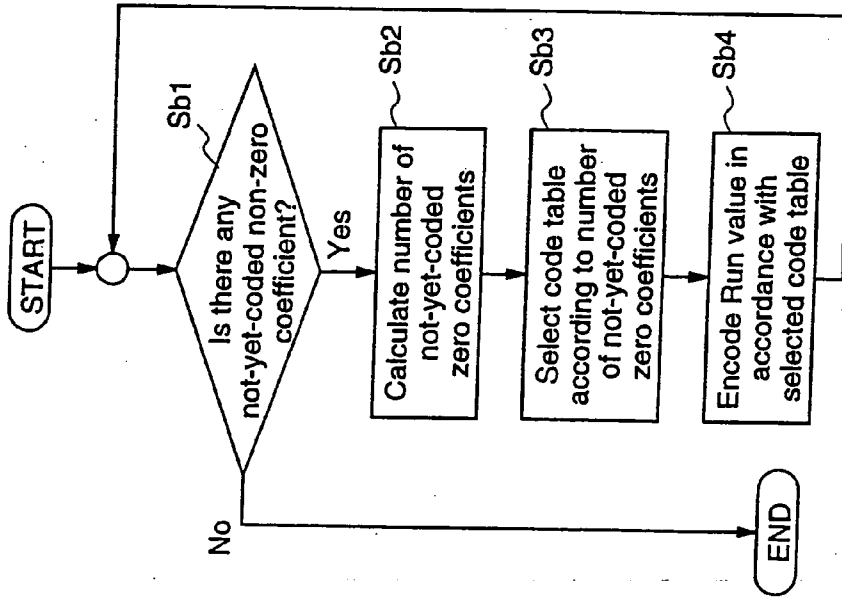 START
Sb1
Is there any
not-yet-coded non-zero
coefficient?
No
Yes
Sb2
Calculate number of
not-yet-coded
zero coefficients
Sb3
Select code table
according to number
of not-yet-coded
zero coefficients
Sb4
Encode Run value in
accordance with
selected code table
END